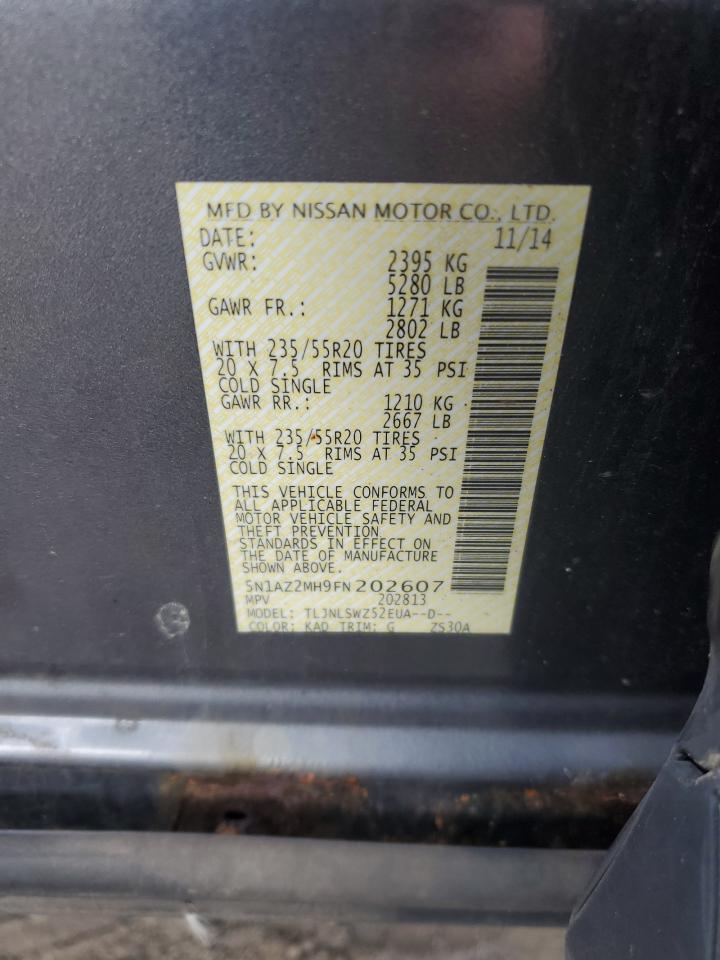 MFD BY NISSAN MOTOR CO., LTD.
DATE: 11/14
GVWR: 2395 KG
5280 LB
GAWR FR.: 1271 KG
2802 LB
WITH 235/55R20 TIRES
20 X 7.5 RIMS AT 35 PSI
COLD SINGLE
GAWR RR.: 1210 KG
2667 LB
WITH 235/55R20 TIRES
20 X 7.5 RIMS AT 35 PSI
COLD SINGLE
THIS VEHICLE CONFORMS TO
ALL APPLICABLE FEDERAL
MOTOR VEHICLE SAFETY AND
THEFT PREVENTION
STANDARDS IN EFFECT ON
THE DATE OF MANUFACTURE
SHOWN ABOVE.
5N1AZ2MH9FN202607
MPV 202813
MODEL: TLJNLSWZ52EUA--D--
COLOR: KAD TRIM: G ZS30A